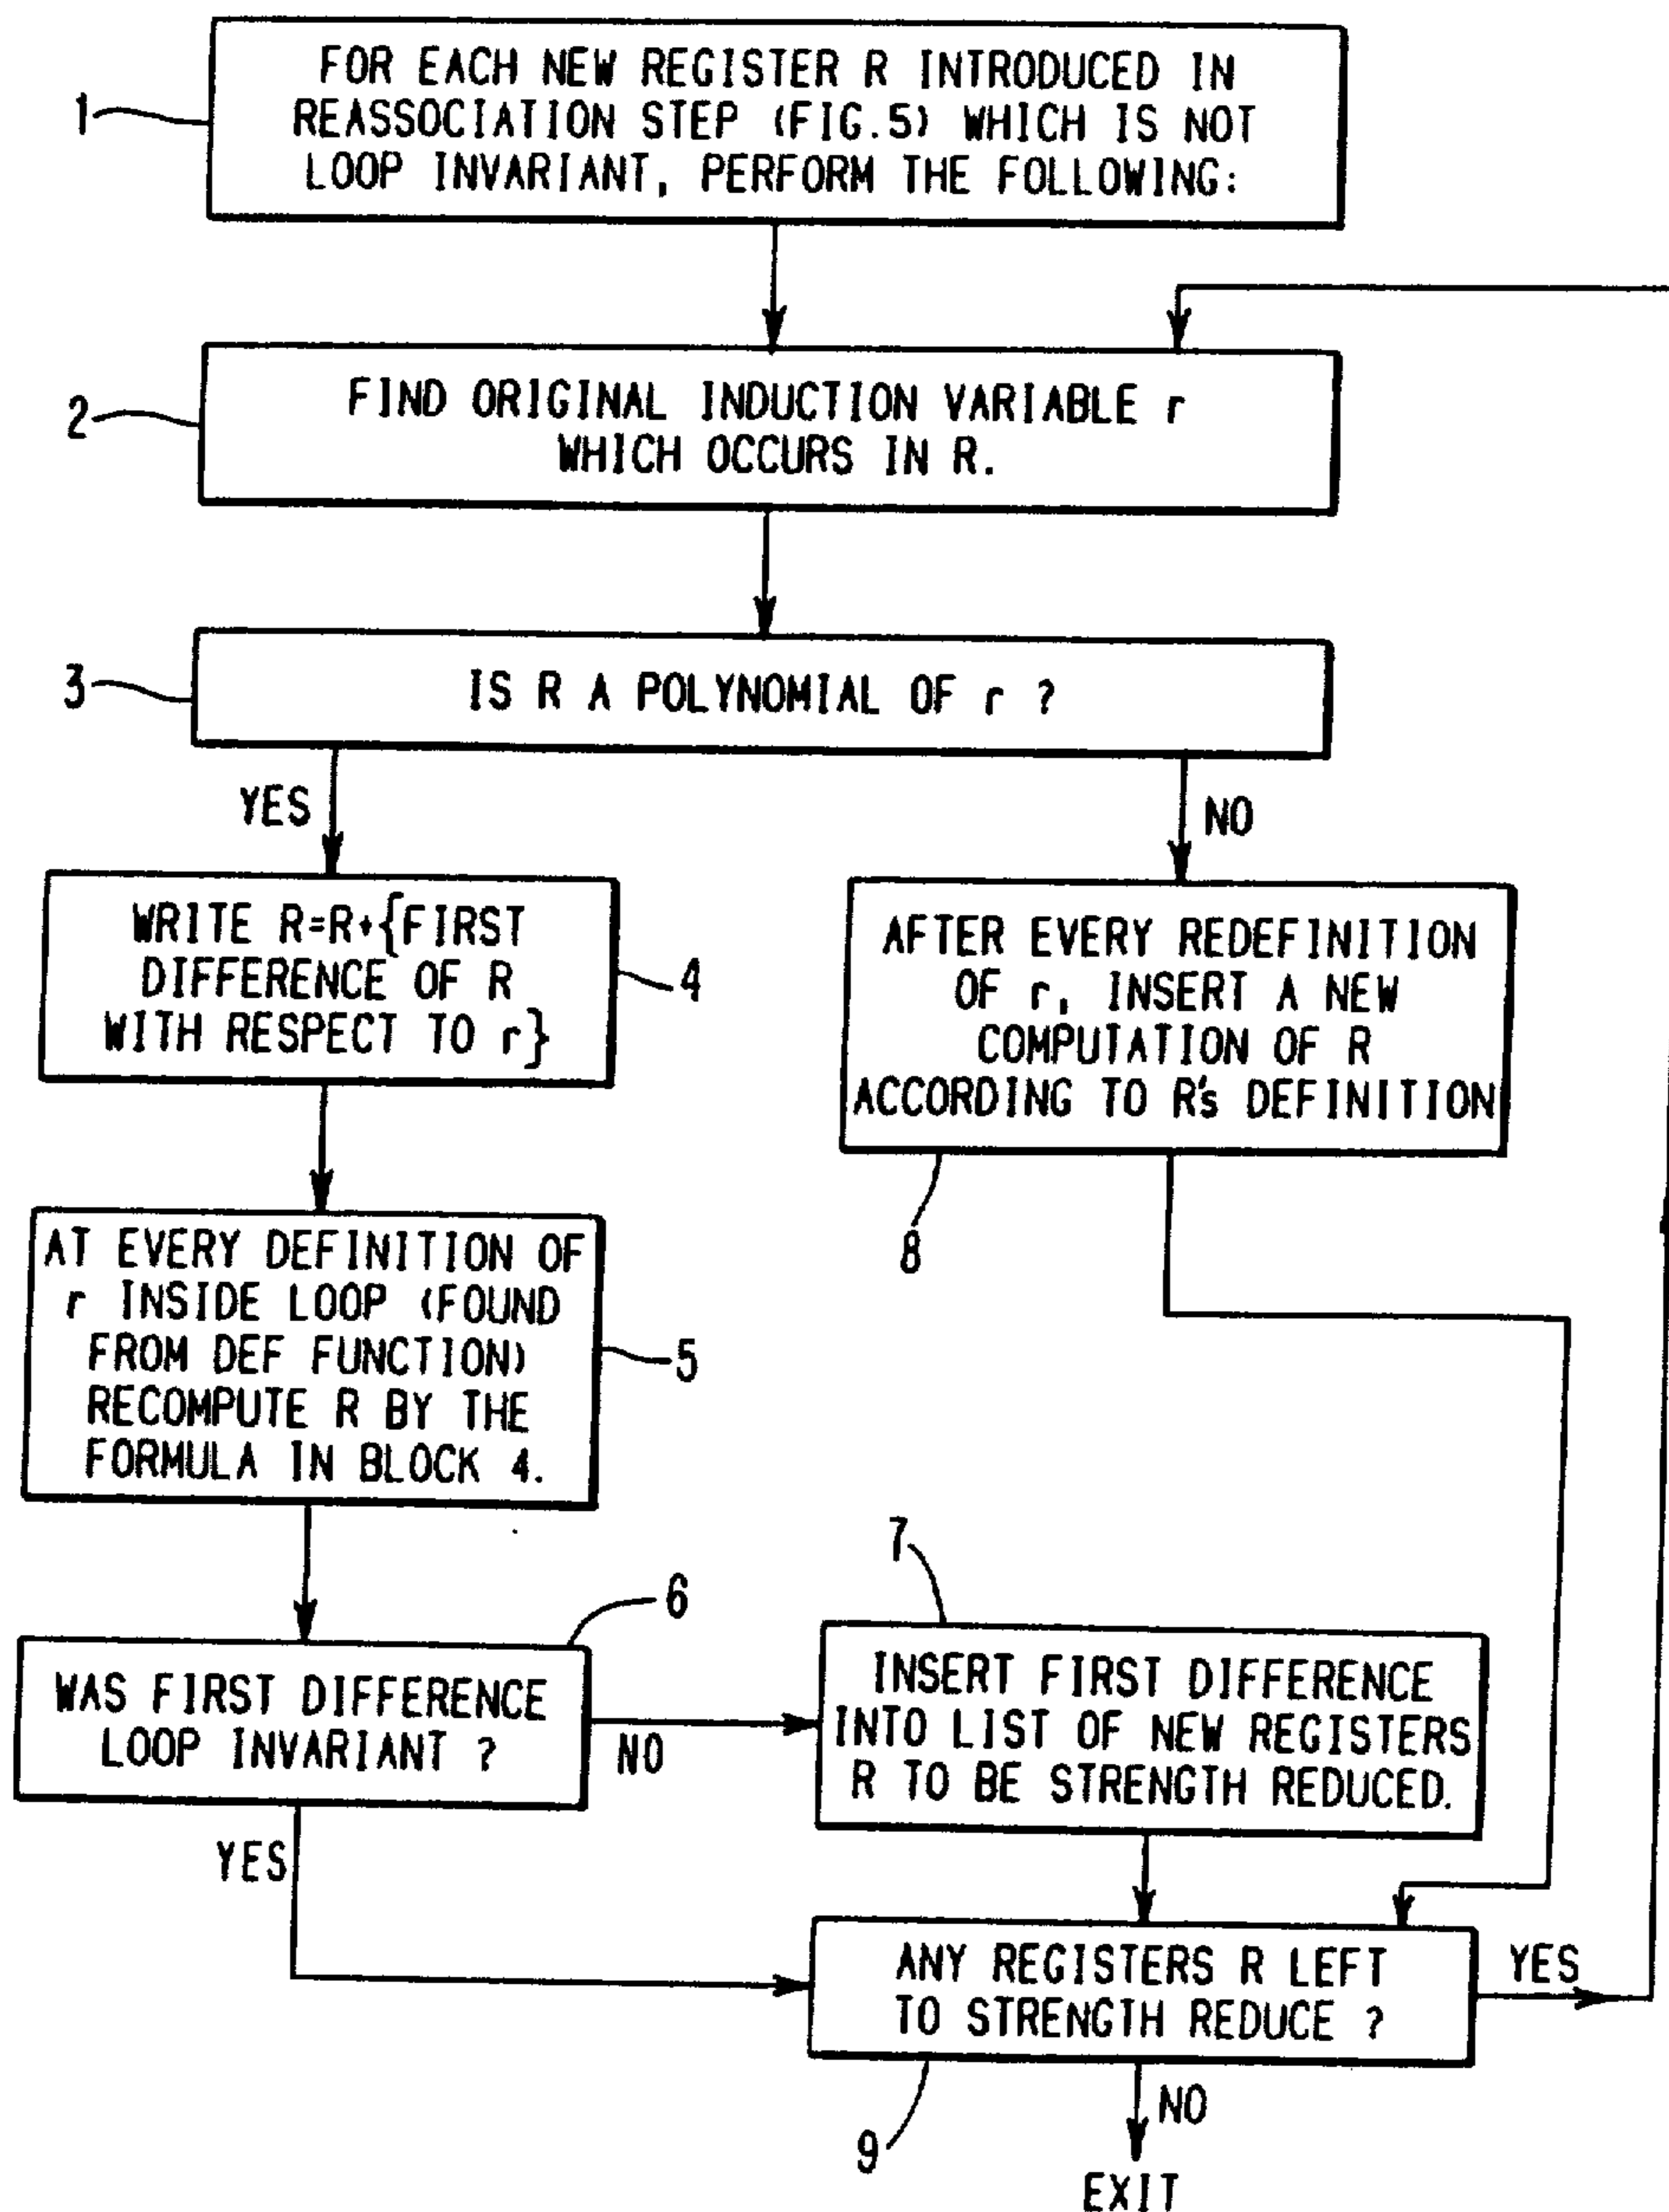 FOR EACH NEW REGISTER R INTRODUCED IN
REASSOCIATION STEP (FIG.5) WHICH IS NOT
LOOP INVARIANT, PERFORM THE FOLLOWING:
1
FIND ORIGINAL INDUCTION VARIABLE r
WHICH OCCURS IN R.
2
IS R A POLYNOMIAL OF r ?
3
YES
NO
WRITE R=R+{FIRST
DIFFERENCE OF R
WITH RESPECT TO r}
4
AFTER EVERY REDEFINITION
OF r, INSERT A NEW
COMPUTATION OF R
ACCORDING TO R's DEFINITION
8
AT EVERY DEFINITION OF
r INSIDE LOOP (FOUND
FROM DEF FUNCTION)
RECOMPUTE R BY THE
FORMULA IN BLOCK 4.
5
WAS FIRST DIFFERENCE
LOOP INVARIANT ?
6
NO
YES
7
INSERT FIRST DIFFERENCE
INTO LIST OF NEW REGISTERS
R TO BE STRENGTH REDUCED.
ANY REGISTERS R LEFT
TO STRENGTH REDUCE ?
YES
9
NO
EXIT